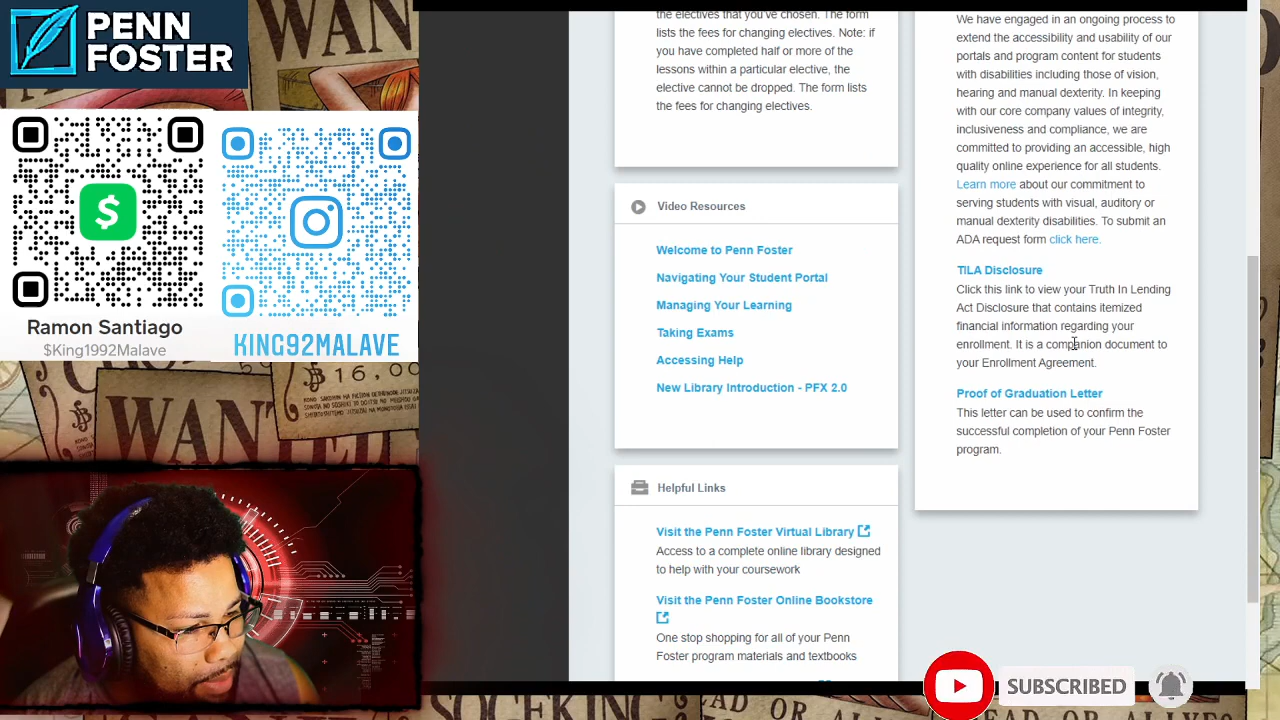 PENN
FOSTER
WAN
Ramon Santiago
$King1992Malave
KING92MALAVE
the electives that you've chosen. The form
lists the fees for changing electives. Note: if
you have completed half or more of the
lessons within a particular elective, the
elective cannot be dropped. The form lists
the fees for changing electives.
Video Resources
Welcome to Penn Foster
Navigating Your Student Portal
Managing Your Learning
Taking Exams
Accessing Help
New Library Introduction - PFX 2.0
Helpful Links
Visit the Penn Foster Virtual Library
Access to a complete online library designed
to help with your coursework
Visit the Penn Foster Online Bookstore
One stop shopping for all of your Penn
Foster program materials and textbooks
We have engaged in an ongoing process to
extend the accessibility and usability of our
portals and program content for students
with disabilities including those of vision,
hearing and manual dexterity. In keeping
with our core company values of integrity,
inclusiveness and compliance, we are
committed to providing an accessible, high
quality online experience for all students.
Learn more about our commitment to
serving students with visual, auditory or
manual dexterity disabilities. To submit an
ADA request form click here.
TILA Disclosure
Click this link to view your Truth In Lending
Act Disclosure that contains itemized
financial information regarding your
enrollment. It is a companion document to
your Enrollment Agreement.
Proof of Graduation Letter
This letter can be used to confirm the
successful completion of your Penn Foster
program.
WANTED
16,00
SOGEKING
SUBSCRIBED